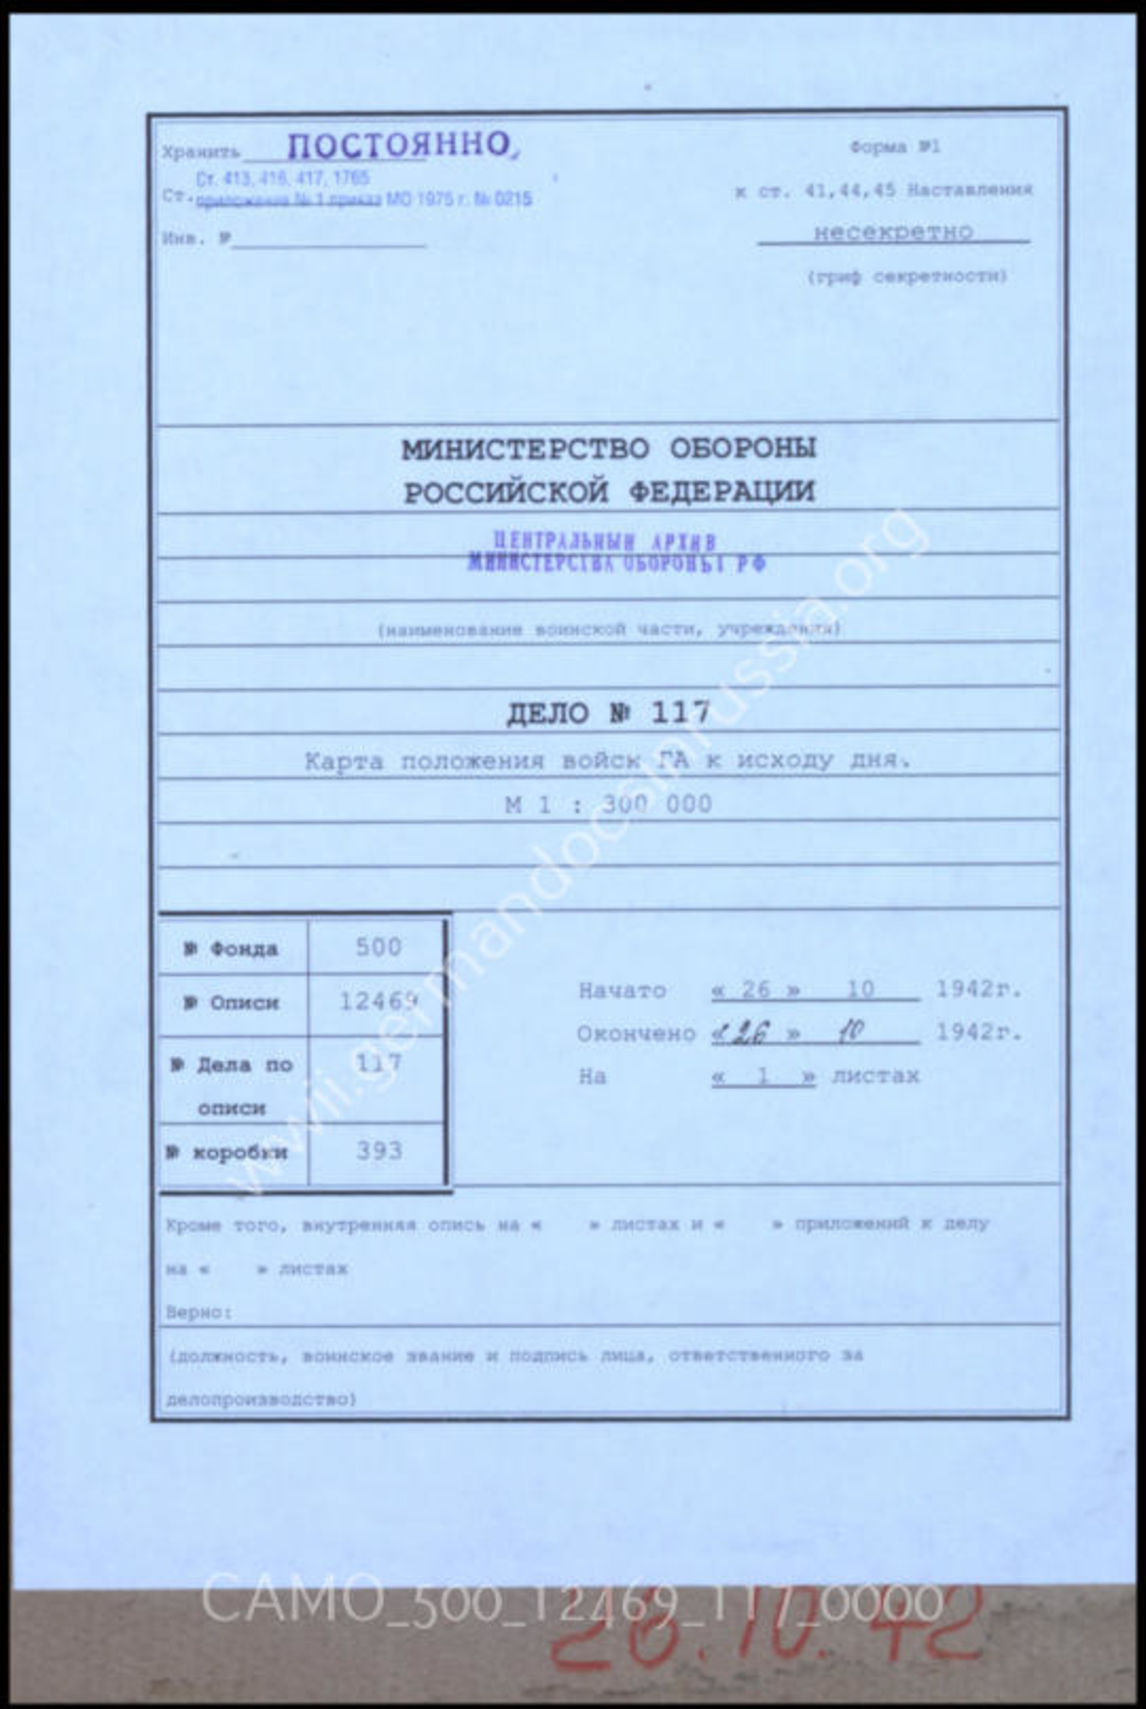 Хранить ПОСТОЯННО
Форма №1
Ст. 413, 416, 417, 1765
Ст. приложение № 1 приказ МО 1975 г. № 0215
к ст. 41,44,45 Наставления
Инв. №
несекретно
(гриф секретности)
МИНИСТЕРСТВО ОБОРОНЫ
РОССИЙСКОЙ ФЕДЕРАЦИИ
ЦЕНТРАЛЬНЫЙ АРХИВ
МИНИСТЕРСТВА ОБОРОНЫ РФ
(наименование воинской части, учреждения)
ДЕЛО № 117
Карта положения войск ГА к исходу дня.
М 1 : 300 000
№ Фонда 500
№ Описи 12469
№ Дела по описи 117
№ коробки 393
Начато « 26 » 10 1942г.
Окончено « 26 » 10 1942г.
На « 1 » листах
Кроме того, внутренняя опись на « » листах и « » приложений к делу
на « » листах
Верно:
(должность, воинское звание и подпись лица, ответственного за
делопроизводство)
www.germandocsinrussia.org
CAMO_500_12469_117_0000
26.10.42